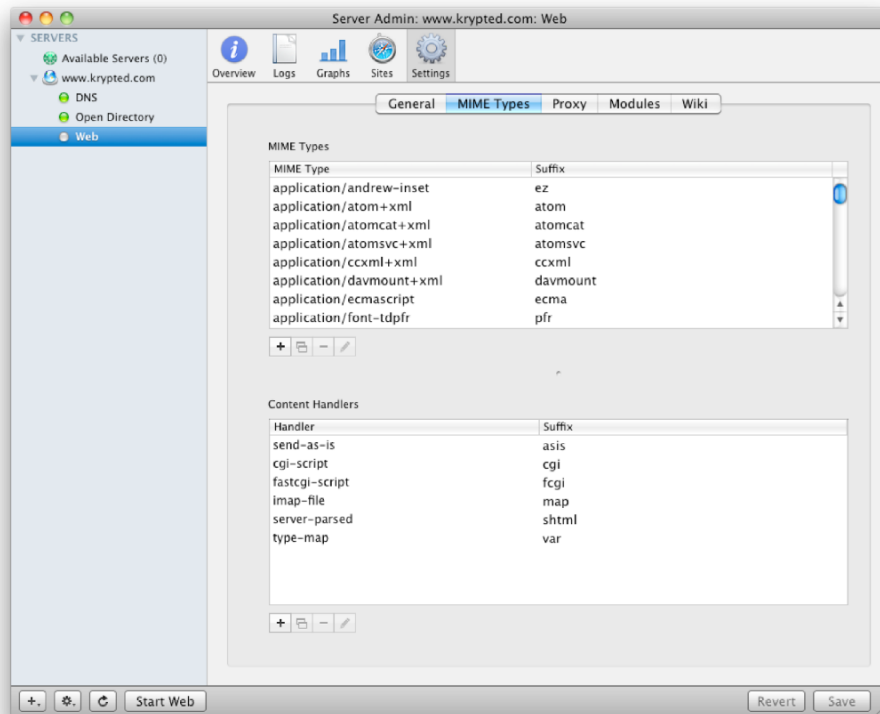 Server Admin: www.krypted.com: Web
SERVERS
Available Servers (0)
www.krypted.com
DNS
Open Directory
Web
Overview Logs Graphs Sites Settings
General MIME Types Proxy Modules Wiki
MIME Types
MIME Type Suffix
application/andrew-inset ez
application/atom+xml atom
application/atomcat+xml atomcat
application/atomsvc+xml atomsvc
application/ccxml+xml ccxml
application/davmount+xml davmount
application/ecmascript ecma
application/font-tdpfr pfr
Content Handlers
Handler Suffix
send-as-is asis
cgi-script cgi
fastcgi-script fcgi
imap-file map
server-parsed shtml
type-map var
Start Web Revert Save